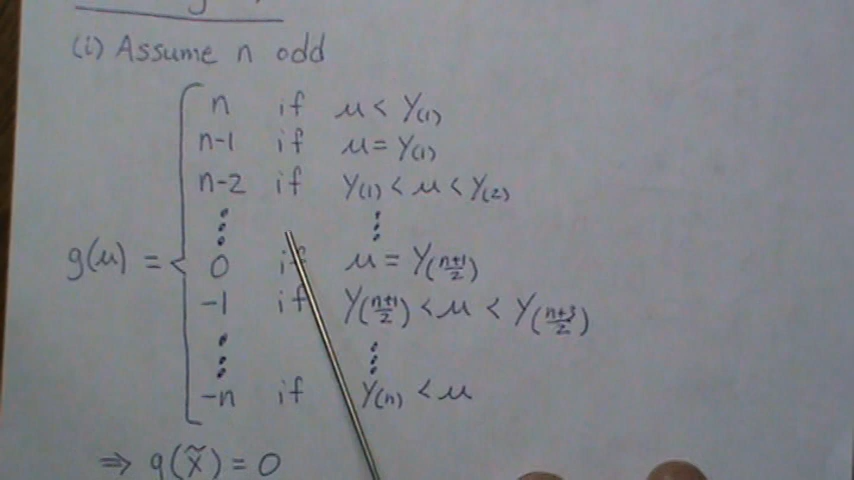 (i) Assume n odd
n if μ < Y(1)
n-1 if μ = Y(1)
n-2 if Y(1) < μ < Y(2)
⋮ ⋮
g(μ) = { 0 if μ = Y((n+1)/2)
-1 if Y((n+1)/2) < μ < Y((n+3)/2)
⋮ ⋮
-n if Y(n) < μ
⇒ g(x̃) = 0